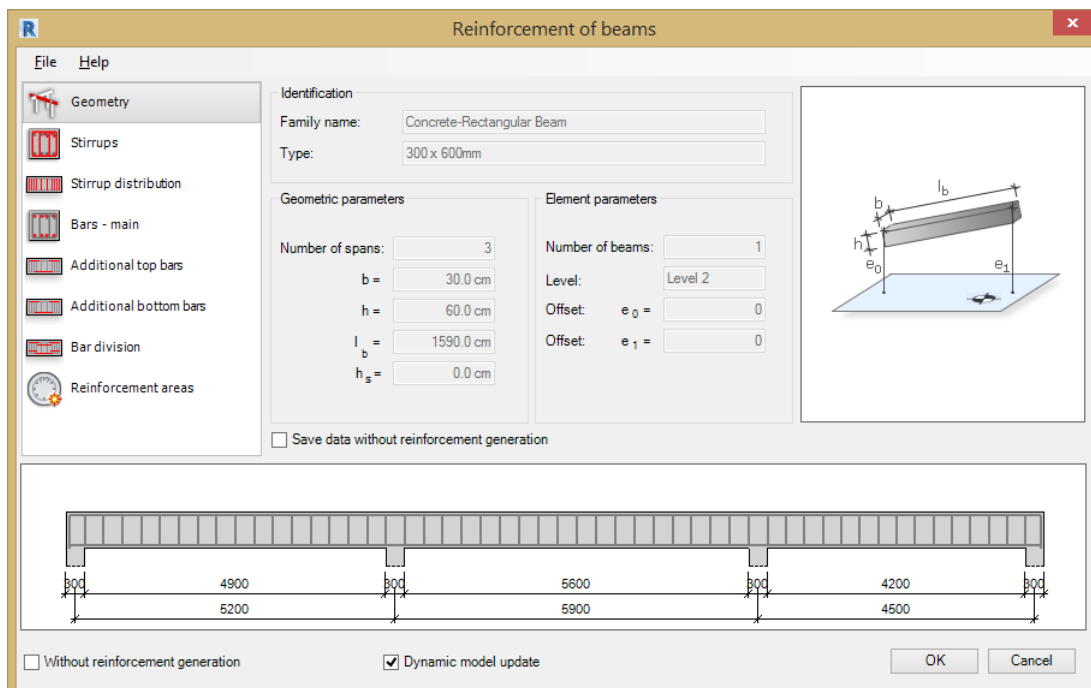 R
Reinforcement of beams
x
File Help
Geometry
Stirrups
Stirrup distribution
Bars - main
Additional top bars
Additional bottom bars
Bar division
Reinforcement areas
Identification
Family name: Concrete-Rectangular Beam
Type: 300 x 600mm
Geometric parameters
Number of spans: 3
b = 30.0 cm
h = 60.0 cm
l b = 1590.0 cm
h s = 0.0 cm
Element parameters
Number of beams: 1
Level: Level 2
Offset: e 0 = 0
Offset: e 1 = 0
Save data without reinforcement generation
b
lb
h
e0
e1
300 4900 300 5600 300 4200 300
5200 5900 4500
Without reinforcement generation
Dynamic model update
OK
Cancel